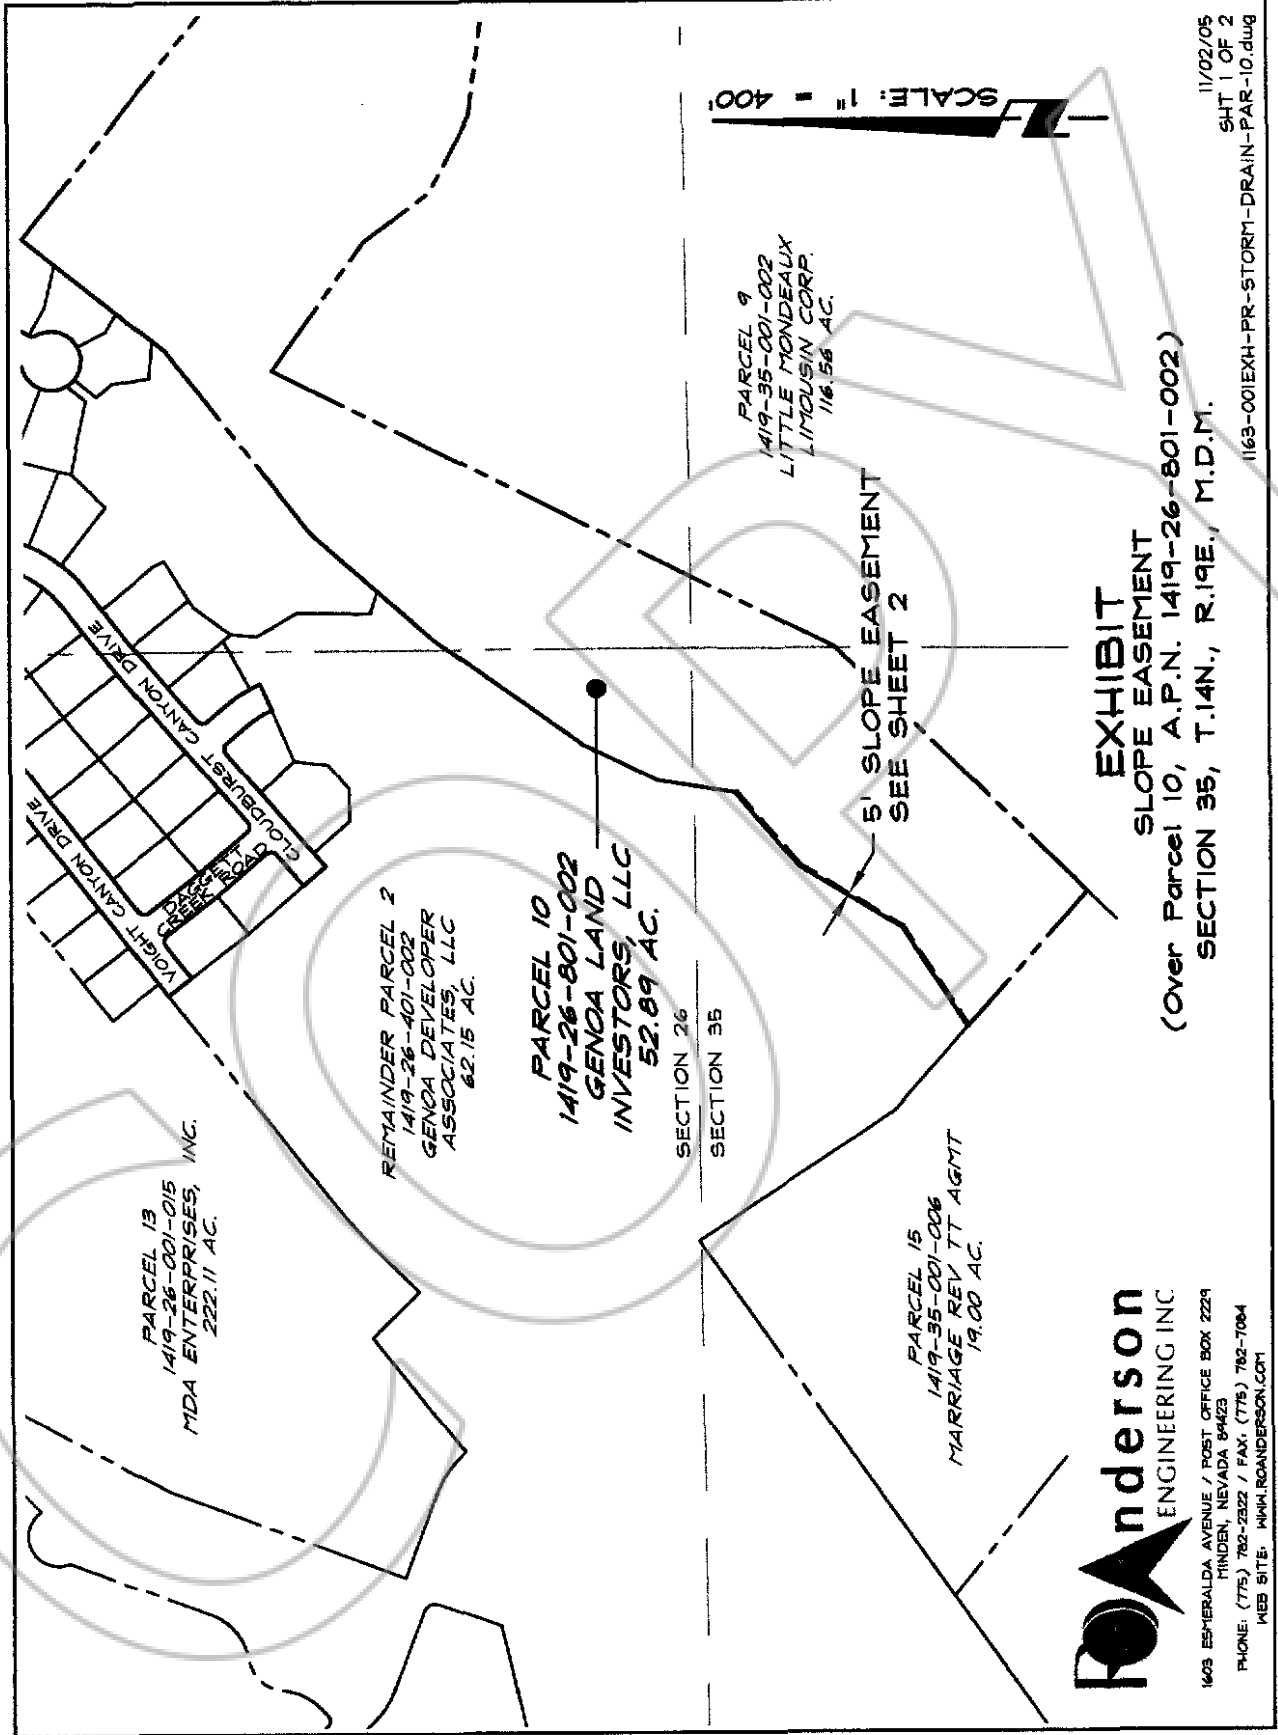 PARCEL 13
1419-26-001-015
MDA ENTERPRISES, INC.
222.11 AC.
VOIGHT CANYON DRIVE
DAGGETT
CREEK ROAD
CLOUDBURST CANYON DRIVE
REMAINDER PARCEL 2
1419-26-401-002
GENOA DEVELOPER
ASSOCIATES, LLC
62.15 AC.
PARCEL 10
1419-26-801-002
GENOA LAND
INVESTORS, LLC
52.89 AC.
SECTION 26
SECTION 35
PARCEL 9
1419-35-001-002
LITTLE MONDEAUX
LIMOUSIN CORP.
116.56 AC.
SCALE: 1" = 400'
5' SLOPE EASEMENT
SEE SHEET 2
PARCEL 15
1419-35-001-006
MARRIAGE REV TT AGMT
19.00 AC.
EXHIBIT
SLOPE EASEMENT
(Over Parcel 10, A.P.N. 1419-26-801-002)
SECTION 35, T.14N., R.19E., M.D.M.
ROAnderson
ENGINEERING INC
1603 ESMERALDA AVENUE / POST OFFICE BOX 2229
MINDEN, NEVADA 89423
PHONE: (775) 782-2322 / FAX: (775) 782-7084
WEB SITE: WWW.ROANDERSON.COM
11/02/05
SHT 1 OF 2
1163-001EXH-PR-STORM-DRAIN-PAR-10.dwg
COPY